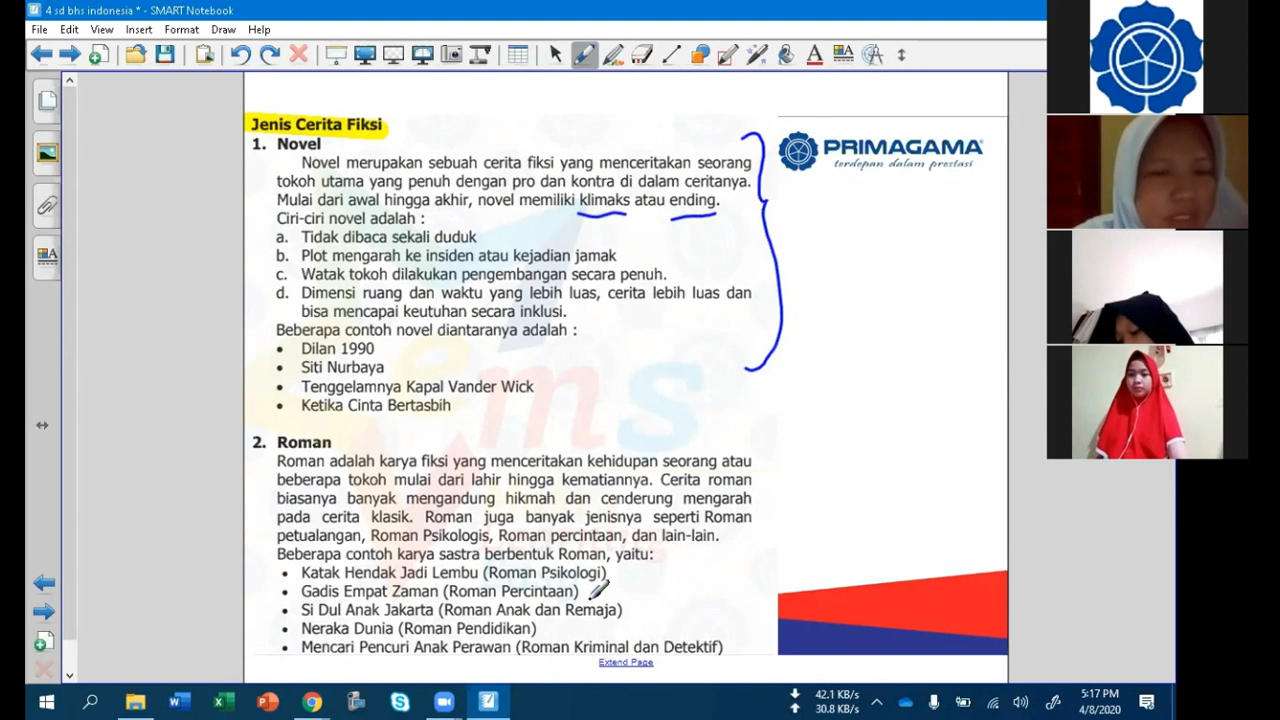 4 sd bhs indonesia * - SMART Notebook
File Edit View Insert Format Draw Help
Jenis Cerita Fiksi
1. Novel
Novel merupakan sebuah cerita fiksi yang menceritakan seorang
tokoh utama yang penuh dengan pro dan kontra di dalam ceritanya.
Mulai dari awal hingga akhir, novel memiliki klimaks atau ending.
Ciri-ciri novel adalah :
a. Tidak dibaca sekali duduk
b. Plot mengarah ke insiden atau kejadian jamak
c. Watak tokoh dilakukan pengembangan secara penuh.
d. Dimensi ruang dan waktu yang lebih luas, cerita lebih luas dan
bisa mencapai keutuhan secara inklusi.
Beberapa contoh novel diantaranya adalah :
• Dilan 1990
• Siti Nurbaya
• Tenggelamnya Kapal Vander Wick
• Ketika Cinta Bertasbih
2. Roman
Roman adalah karya fiksi yang menceritakan kehidupan seorang atau
beberapa tokoh mulai dari lahir hingga kematiannya. Cerita roman
biasanya banyak mengandung hikmah dan cenderung mengarah
pada cerita klasik. Roman juga banyak jenisnya seperti Roman
petualangan, Roman Psikologis, Roman percintaan, dan lain-lain.
Beberapa contoh karya sastra berbentuk Roman, yaitu:
• Katak Hendak Jadi Lembu (Roman Psikologi)
• Gadis Empat Zaman (Roman Percintaan)
• Si Dul Anak Jakarta (Roman Anak dan Remaja)
• Neraka Dunia (Roman Pendidikan)
• Mencari Pencuri Anak Perawan (Roman Kriminal dan Detektif)
Extend Page
PRIMAGAMA
terdepan dalam prestasi
ems
42.1 KB/s
30.8 KB/s
5:17 PM
4/8/2020